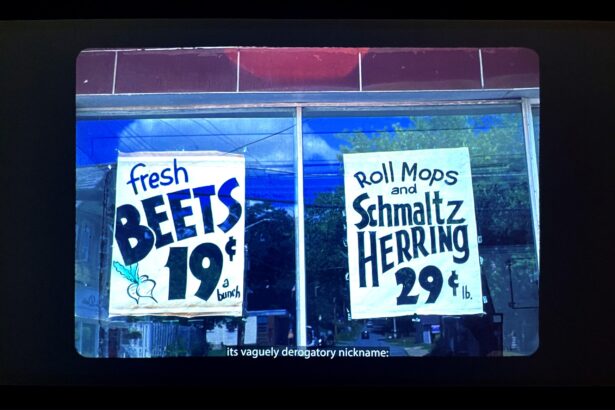 fresh
BEETS
19¢
a
bunch
Roll Mops
and
Schmaltz
HERRING
29¢ lb.
its vaguely derogatory nickname: